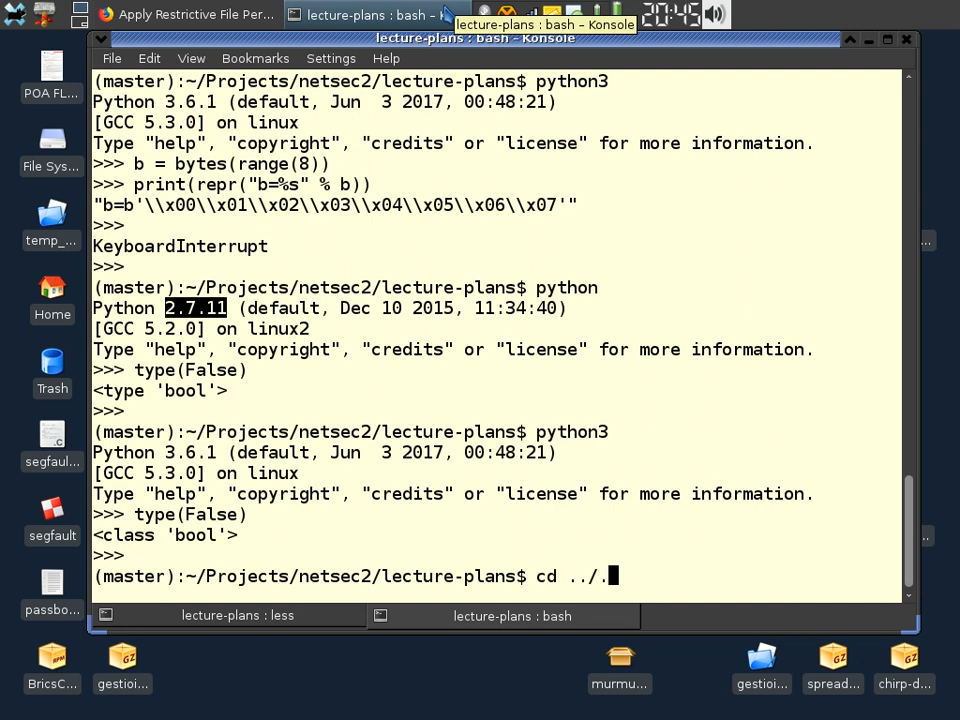 Apply Restrictive File Per...
lecture-plans : bash – K
20:45
lecture-plans : bash – Konsole
lecture-plans : bash – Konsole
File Edit View Bookmarks Settings Help
(master):~/Projects/netsec2/lecture-plans$ python3
Python 3.6.1 (default, Jun  3 2017, 00:48:21)
[GCC 5.3.0] on linux
Type "help", "copyright", "credits" or "license" for more information.
>>> b = bytes(range(8))
>>> print(repr("b=%s" % b))
"b=b'\\x00\\x01\\x02\\x03\\x04\\x05\\x06\\x07'"
>>>
KeyboardInterrupt
>>>
(master):~/Projects/netsec2/lecture-plans$ python
Python 2.7.11 (default, Dec 10 2015, 11:34:40)
[GCC 5.2.0] on linux2
Type "help", "copyright", "credits" or "license" for more information.
>>> type(False)
<type 'bool'>
>>>
(master):~/Projects/netsec2/lecture-plans$ python3
Python 3.6.1 (default, Jun  3 2017, 00:48:21)
[GCC 5.3.0] on linux
Type "help", "copyright", "credits" or "license" for more information.
>>> type(False)
<class 'bool'>
>>>
(master):~/Projects/netsec2/lecture-plans$ cd ../.
lecture-plans : less
lecture-plans : bash
POA FL...
File Sys...
temp_...
Home
Trash
segfaul...
segfault
passbo...
BricsC...
gestioi...
murmu...
gestioi...
spread...
chirp-d...